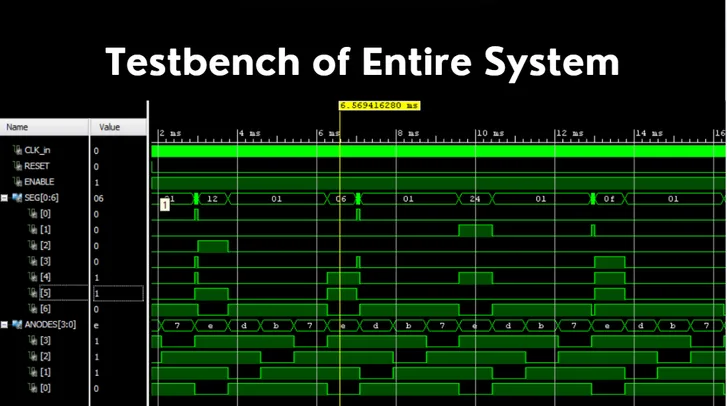 Testbench of Entire System
6.569416280 ms
Name Value
2 ms 4 ms 6 ms 8 ms 10 ms 12 ms 14 ms 16
CLK_in 0
RESET 0
ENABLE 1
SEG[0:6] 06 12 01 06 01 24 01 0f 01
[0] 0 1
[1] 0
[2] 0
[3] 0
[4] 1
[5] 1
[6] 0
ANODES[3:0] e 7 e d b 7 e d b 7 e d b 7 e d b 7
[3] 1
[2] 1
[1] 1
[0] 0